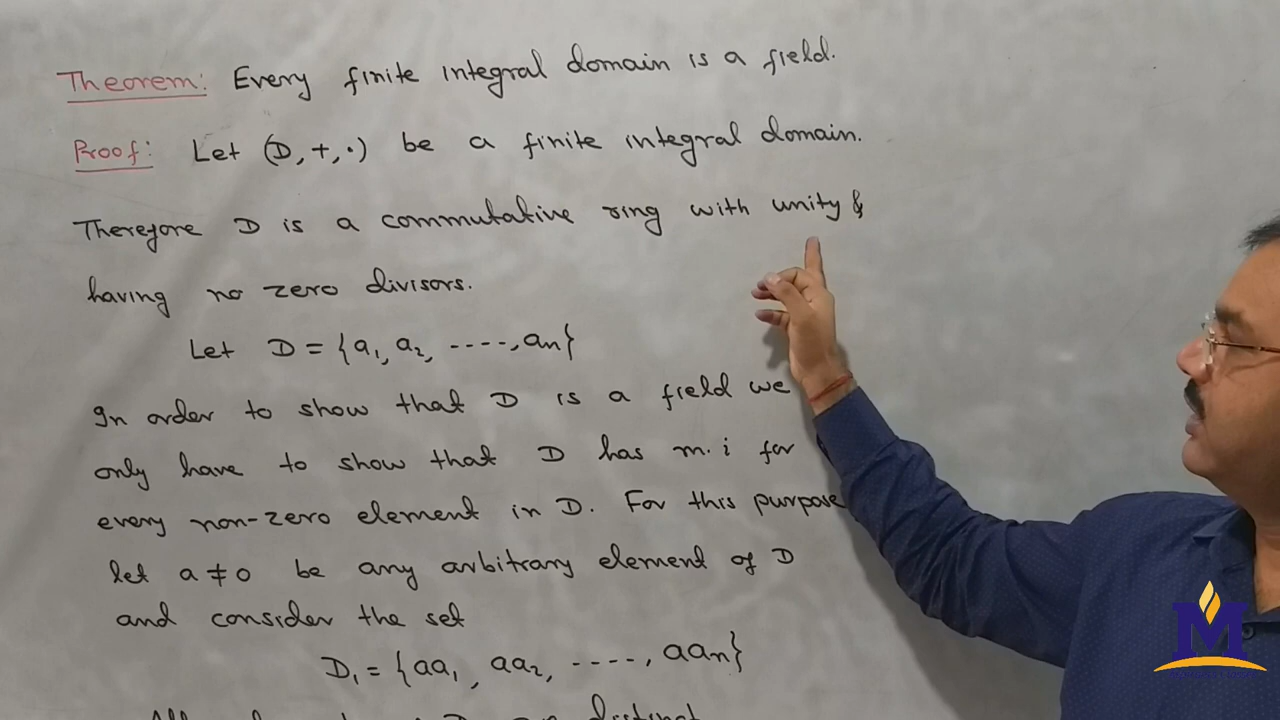 Theorem: Every finite integral domain is a field.
Proof: Let (D, +, ·) be a finite integral domain.
Therefore D is a commutative ring with unity &
having no zero divisors.
Let D = {a₁, a₂, ----, an}
In order to show that D is a field we
only have to show that D has m. i for
every non-zero element in D. For this purpose
let a ≠ 0 be any arbitrary element of D
and consider the set
D₁ = {aa₁, aa₂, ----, aan}
distinct
M